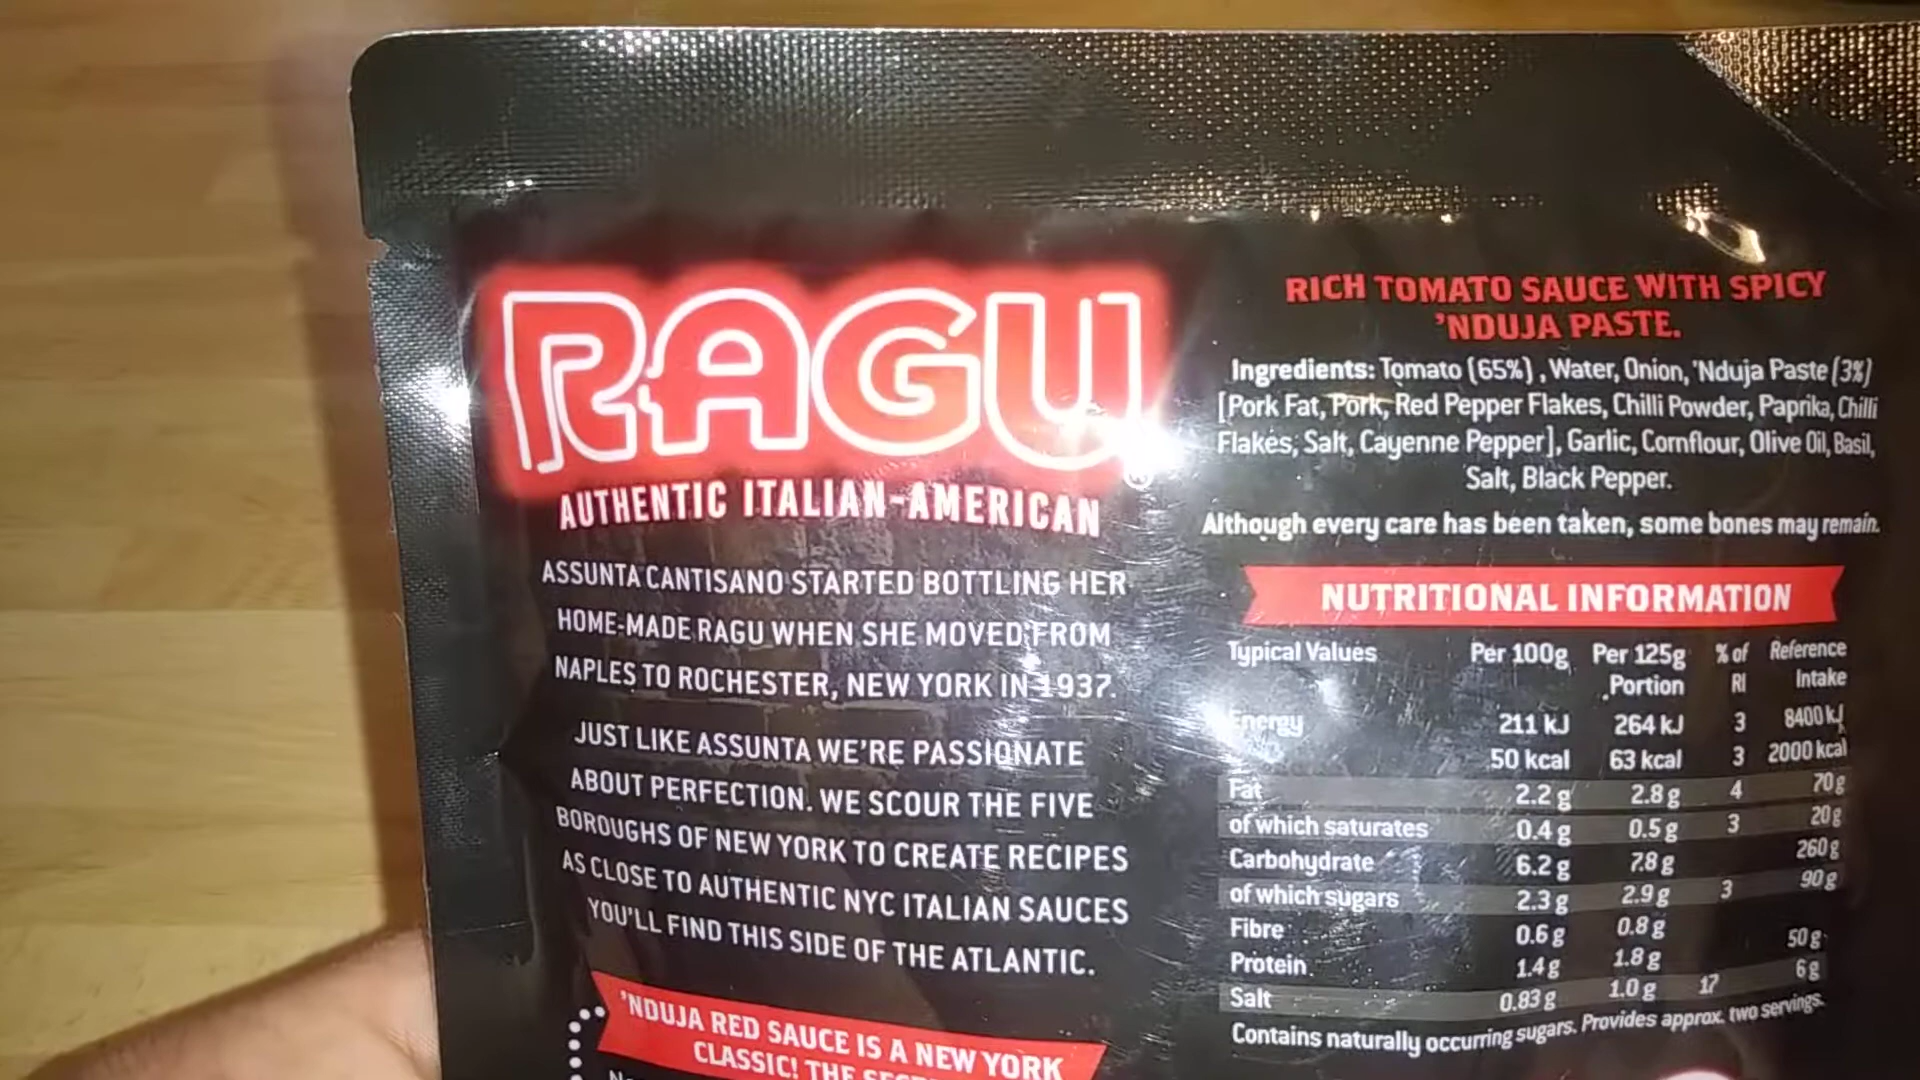 RAGU
AUTHENTIC ITALIAN-AMERICAN
ASSUNTA CANTISANO STARTED BOTTLING HER
HOME-MADE RAGU WHEN SHE MOVED FROM
NAPLES TO ROCHESTER, NEW YORK IN 1937.
JUST LIKE ASSUNTA WE'RE PASSIONATE
ABOUT PERFECTION. WE SCOUR THE FIVE
BOROUGHS OF NEW YORK TO CREATE RECIPES
AS CLOSE TO AUTHENTIC NYC ITALIAN SAUCES
YOU'LL FIND THIS SIDE OF THE ATLANTIC.
'NDUJA RED SAUCE IS A NEW YORK
CLASSIC! THE
RICH TOMATO SAUCE WITH SPICY
'NDUJA PASTE.
Ingredients: Tomato (65%) , Water, Onion, 'Nduja Paste (3%)
[Pork Fat, Pork, Red Pepper Flakes, Chilli Powder, Paprika, Chilli
Flakes, Salt, Cayenne Pepper], Garlic, Cornflour, Olive Oil, Basil,
Salt, Black Pepper.
Although every care has been taken, some bones may remain.
NUTRITIONAL INFORMATION
Typical Values Per 100g Per 125g % of Reference
Portion RI Intake
Energy 211 kJ 264 kJ 3 8400 kJ
50 kcal 63 kcal 3 2000 kcal
Fat 2.2 g 2.8 g 4 70 g
of which saturates 0.4 g 0.5 g 3 20 g
Carbohydrate 6.2 g 7.8 g 260 g
of which sugars 2.3 g 2.9 g 3 90 g
Fibre 0.6 g 0.8 g
Protein 1.4 g 1.8 g 50 g
Salt 0.83 g 1.0 g 17 6 g
Contains naturally occurring sugars. Provides approx. two servings.